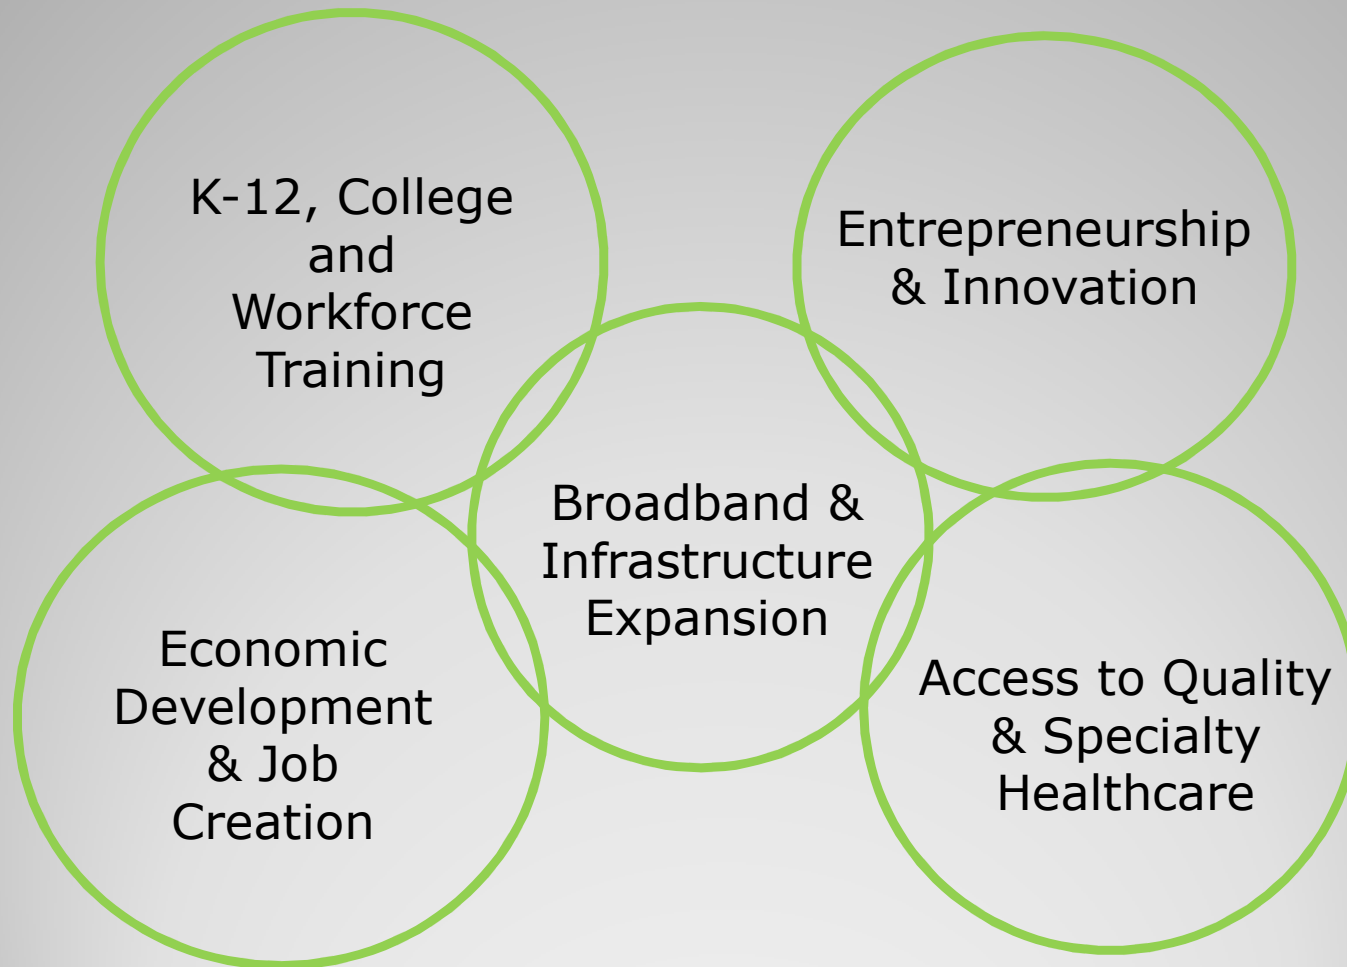 K-12, College
and
Workforce
Training
Entrepreneurship
& Innovation
Broadband &
Infrastructure
Expansion
Economic
Development
& Job
Creation
Access to Quality
& Specialty
Healthcare